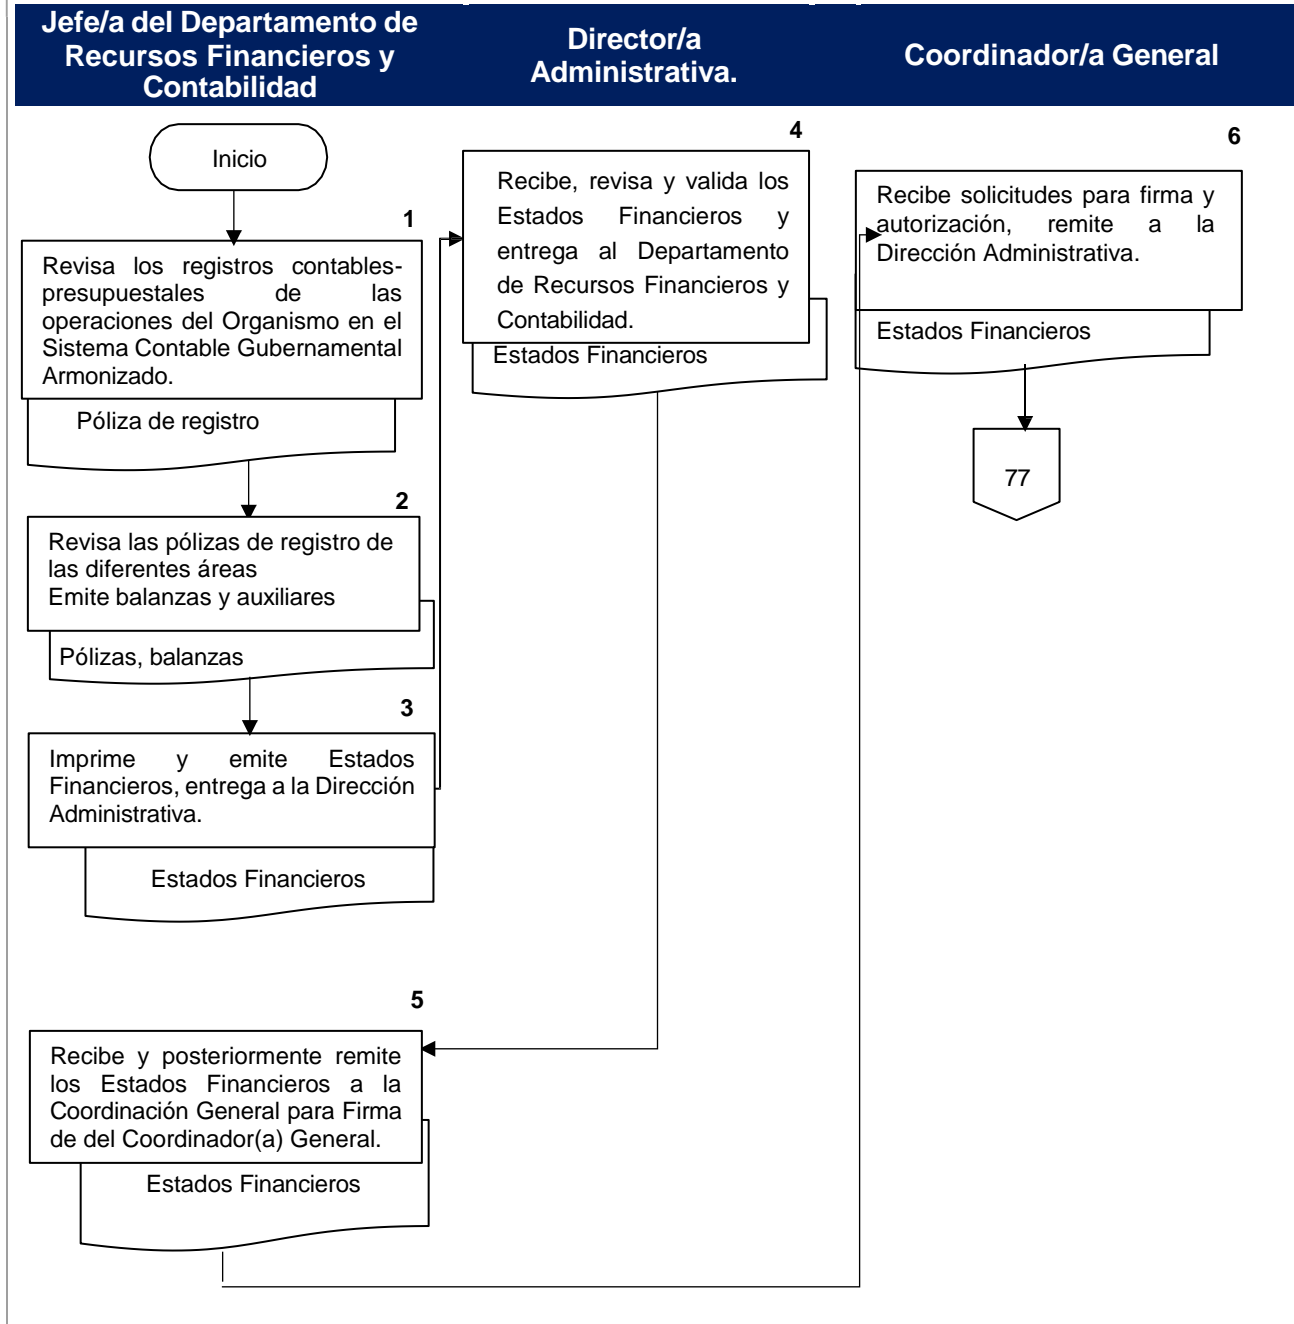 Jefe/a del Departamento de
Recursos Financieros y
Contabilidad
Director/a
Administrativa.
Coordinador/a General
Inicio
1
Revisa los registros contables-
presupuestales de las
operaciones del Organismo en el
Sistema Contable Gubernamental
Armonizado.
Póliza de registro
2
Revisa las pólizas de registro de
las diferentes áreas
Emite balanzas y auxiliares
Pólizas, balanzas
3
Imprime y emite Estados
Financieros, entrega a la Dirección
Administrativa.
Estados Financieros
4
Recibe, revisa y valida los
Estados Financieros y
entrega al Departamento
de Recursos Financieros y
Contabilidad.
Estados Financieros
5
Recibe y posteriormente remite
los Estados Financieros a la
Coordinación General para Firma
de del Coordinador(a) General.
Estados Financieros
6
Recibe solicitudes para firma y
autorización, remite a la
Dirección Administrativa.
Estados Financieros
77